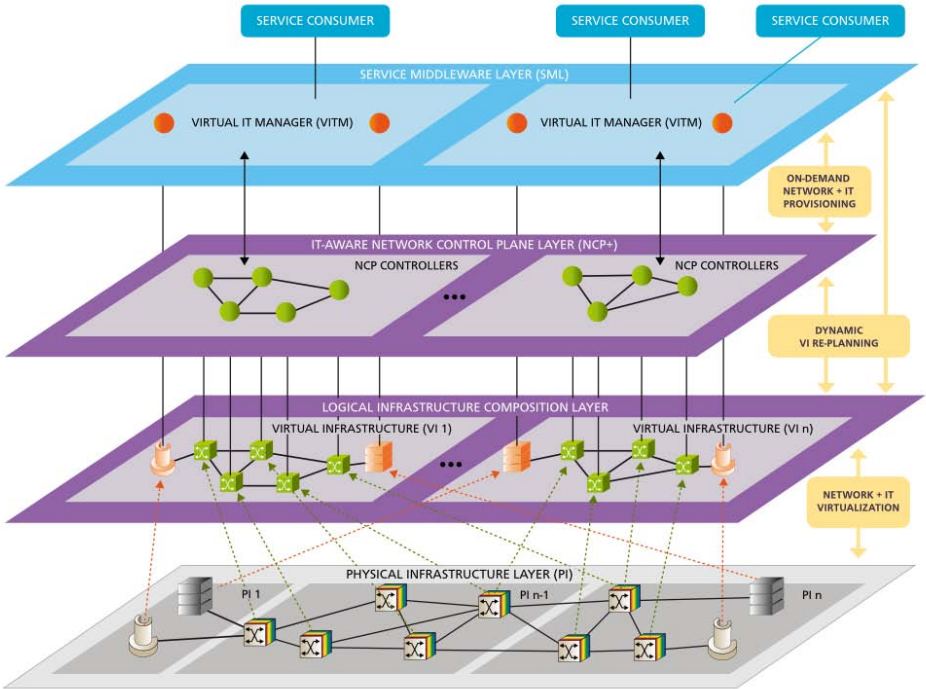 SERVICE CONSUMER
SERVICE CONSUMER
SERVICE CONSUMER
SERVICE MIDDLEWARE LAYER (SML)
VIRTUAL IT MANAGER (VITM)
VIRTUAL IT MANAGER (VITM)
ON-DEMAND
NETWORK + IT
PROVISIONING
IT-AWARE NETWORK CONTROL PLANE LAYER (NCP+)
NCP CONTROLLERS
NCP CONTROLLERS
...
DYNAMIC
VI RE-PLANNING
LOGICAL INFRASTRUCTURE COMPOSITION LAYER
VIRTUAL INFRASTRUCTURE (VI 1)
VIRTUAL INFRASTRUCTURE (VI n)
...
NETWORK + IT
VIRTUALIZATION
PHYSICAL INFRASTRUCTURE LAYER (PI)
PI 1
PI n-1
PI n